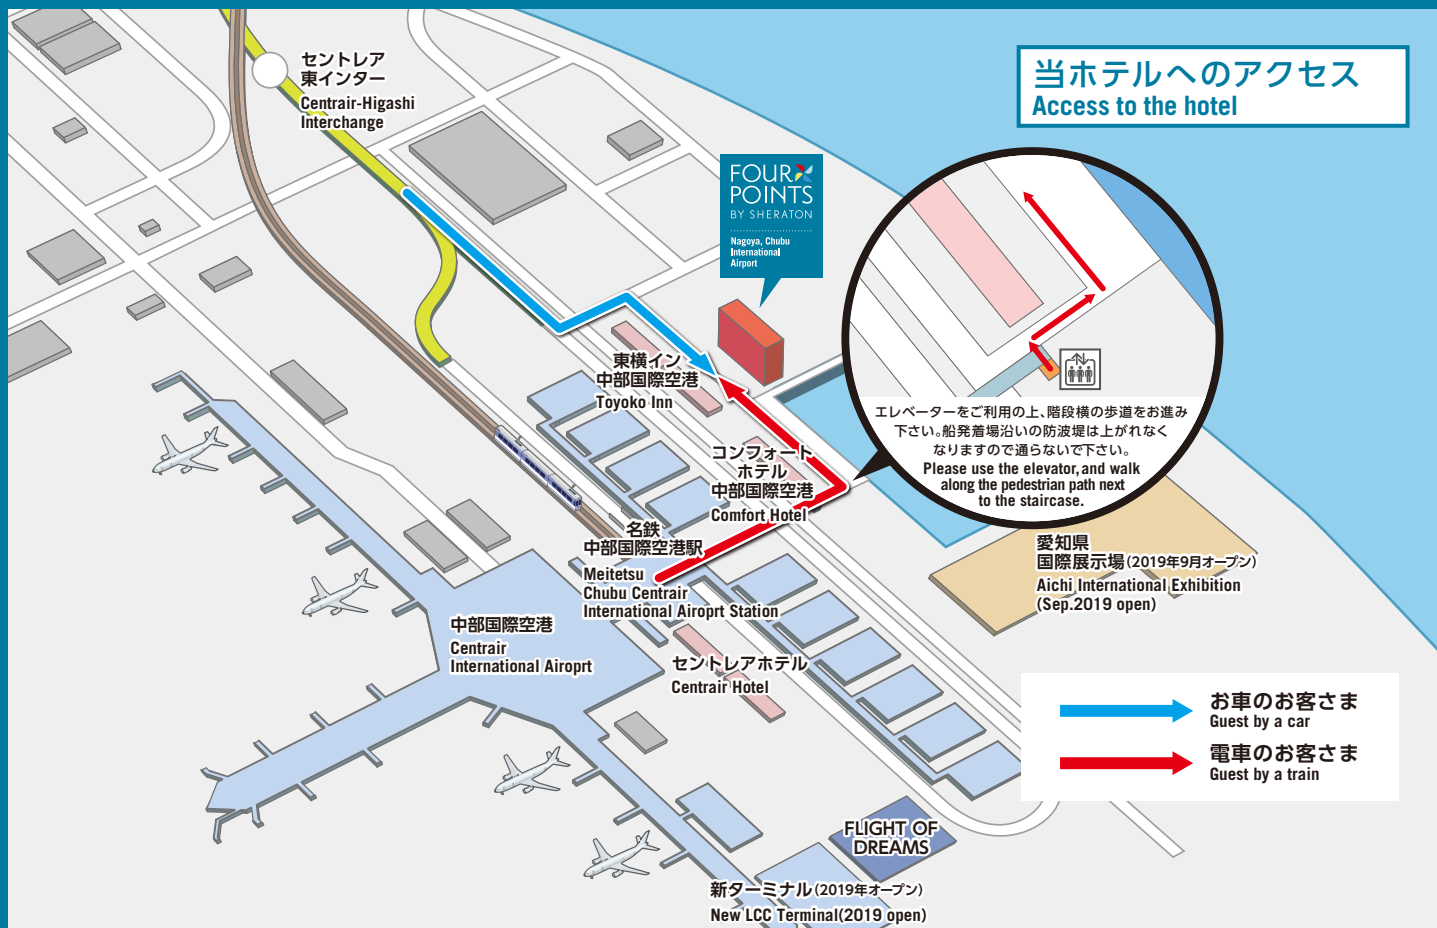 当ホテルへのアクセス
Access to the hotel
セントレア
東インター
Centrair-Higashi
Interchange
FOUR
POINTS
BY SHERATON
Nagoya, Chubu
International
Airport
東横イン
中部国際空港
Toyoko Inn
コンフォート
ホテル
中部国際空港
Comfort Hotel
エレベーターをご利用の上、階段横の歩道をお進み
下さい。船発着場沿いの防波堤は上がれなく
なりますので通らないで下さい。
Please use the elevator,and walk
along the pedestrian path next
to the staircase.
名鉄
中部国際空港駅
Meitetsu
Chubu Centrair
International Airoprt Station
愛知県
国際展示場(2019年9月オープン)
Aichi International Exhibition
(Sep.2019 open)
中部国際空港
Centrair
International Airoprt
セントレアホテル
Centrair Hotel
お車のお客さま
Guest by a car
電車のお客さま
Guest by a train
FLIGHT OF
DREAMS
新ターミナル(2019年オープン)
New LCC Terminal(2019 open)